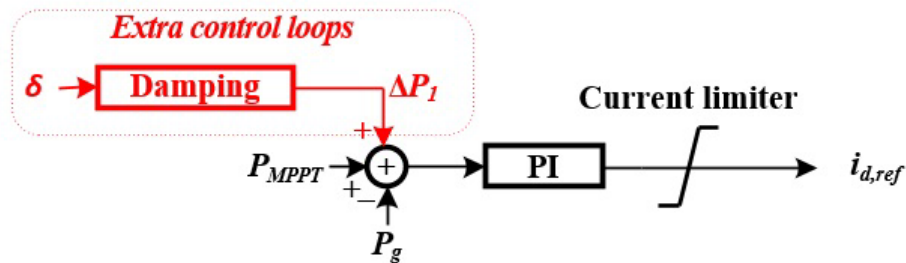 Extra control loops
δ
Damping
ΔP1
Current limiter
+
PMPPT
+
+
−
PI
id,ref
Pg